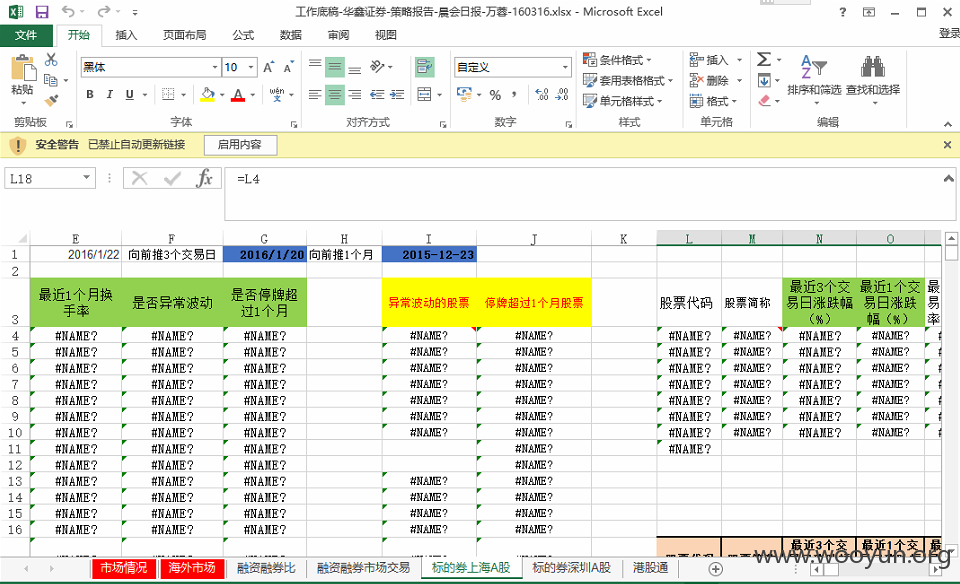 工作底稿-华鑫证券-策略报告-晨会日报-万蓉-160316.xlsx - Microsoft Excel
文件 开始 插入 页面布局 公式 数据 审阅 视图 登录
粘贴 黑体 10 自定义 条件格式 插入
B I U 套用表格格式 删除 排序和筛选 查找和选择
单元格样式 格式
剪贴板 字体 对齐方式 数字 样式 单元格 编辑
安全警告 已禁止自动更新链接 启用内容
L18 fx =L4
E F G H I J K L M N O
1 2016/1/22 向前推3个交易日 2016/1/20 向前推1个月 2015-12-23
2
3 最近1个月换手率 是否异常波动 是否停牌超过1个月 异常波动的股票 停牌超过1个月股票 股票代码 股票简称 最近3个交易日涨跌幅（%） 最近1个交易日涨跌幅（%） 最易率
4 #NAME? #NAME? #NAME? #NAME? #NAME? #NAME? #NAME? #NAME? #NAME?
5 #NAME? #NAME? #NAME? #NAME? #NAME? #NAME? #NAME? #NAME? #NAME?
6 #NAME? #NAME? #NAME? #NAME? #NAME? #NAME? #NAME? #NAME? #NAME?
7 #NAME? #NAME? #NAME? #NAME? #NAME? #NAME? #NAME? #NAME? #NAME?
8 #NAME? #NAME? #NAME? #NAME? #NAME? #NAME? #NAME? #NAME? #NAME?
9 #NAME? #NAME? #NAME? #NAME? #NAME? #NAME? #NAME? #NAME? #NAME?
10 #NAME? #NAME? #NAME? #NAME? #NAME? #NAME? #NAME? #NAME? #NAME?
11 #NAME? #NAME? #NAME? #NAME? #NAME?
12 #NAME? #NAME? #NAME? #NAME?
13 #NAME? #NAME? #NAME? #NAME? #NAME?
14 #NAME? #NAME? #NAME? #NAME? #NAME?
15 #NAME? #NAME? #NAME? #NAME? #NAME?
16 #NAME? #NAME? #NAME? #NAME? #NAME?
最近3个交 最近1个交 最
www.wooyun.org
市场情况 海外市场 融资融券比 融资融券市场交易 标的券上海A股 标的券深圳A股 港股通